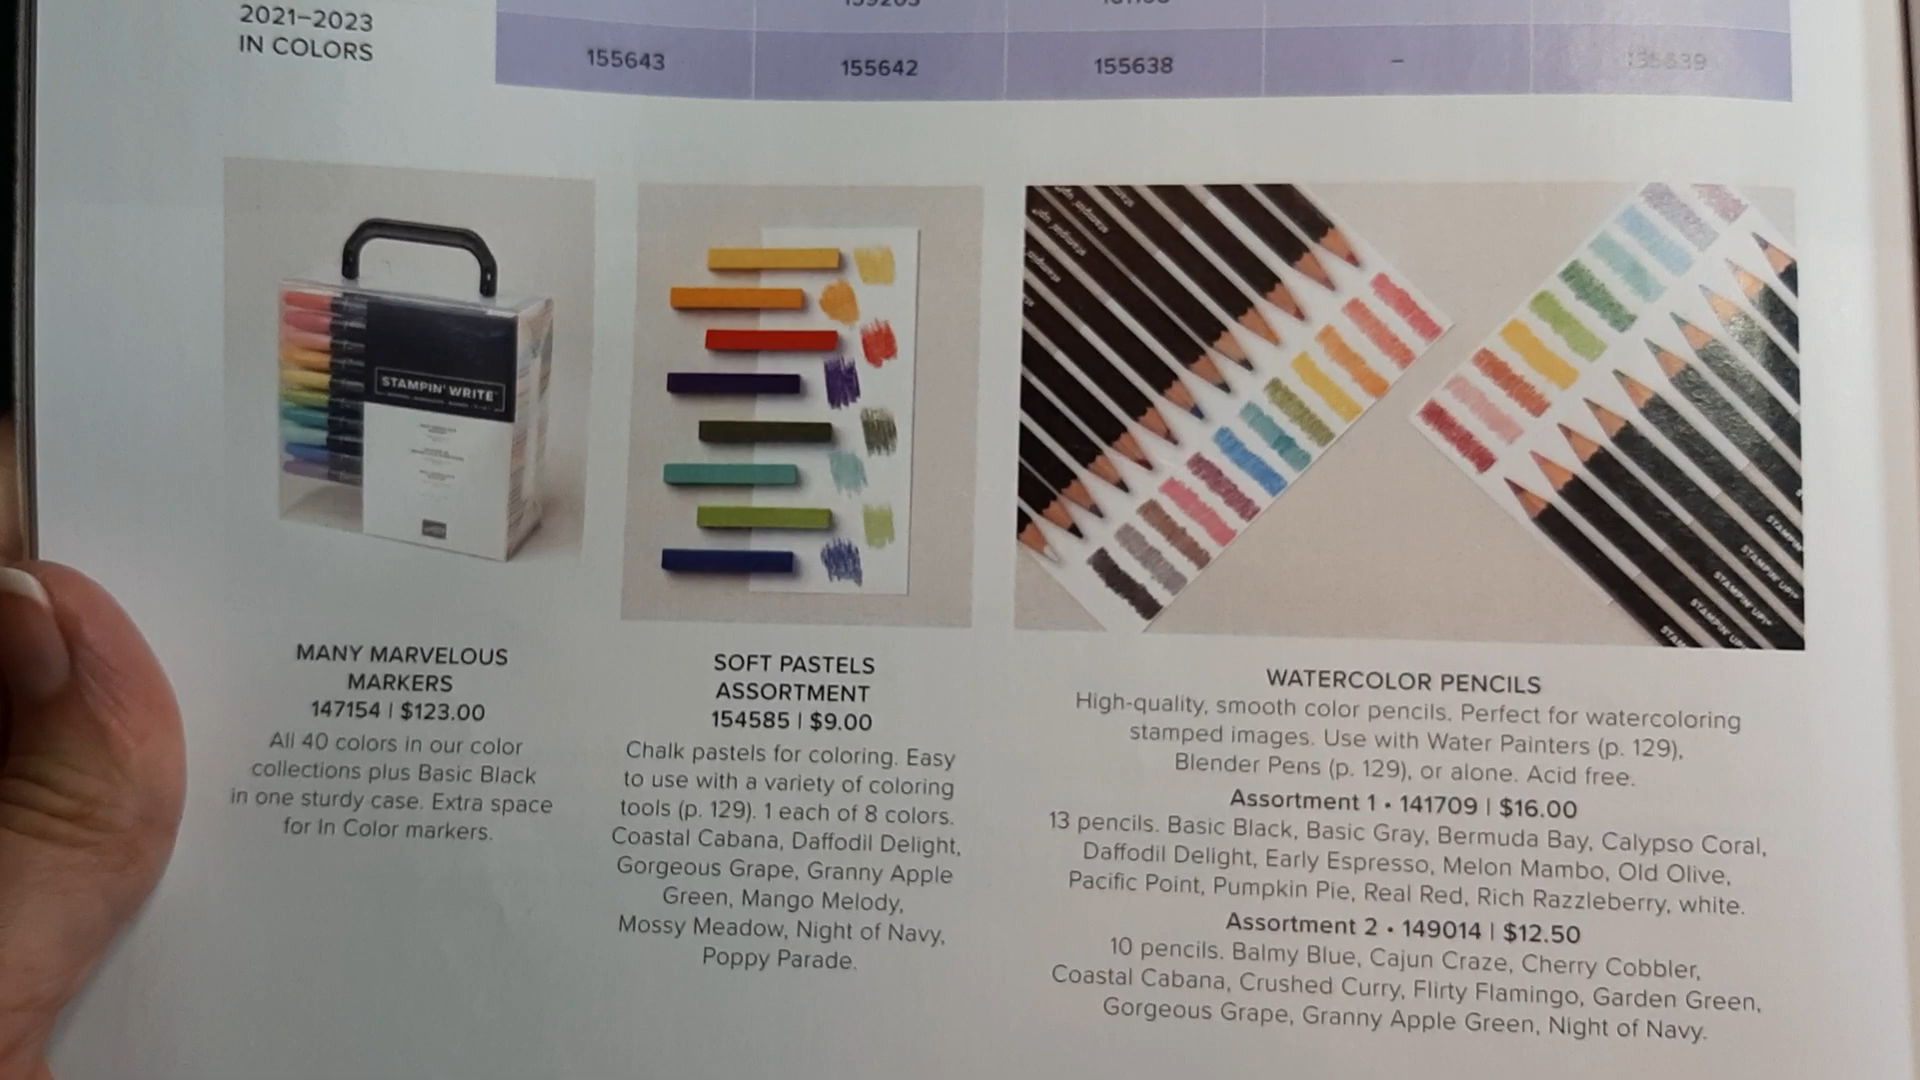 2021–2023
IN COLORS
155643
155642
155638
–
STAMPIN' WRITE
STAMPIN' UP!
STAMPIN' UP!
STAMPIN' UP!
MANY MARVELOUS
MARKERS
147154 | $123.00
All 40 colors in our color
collections plus Basic Black
in one sturdy case. Extra space
for In Color markers.
SOFT PASTELS
ASSORTMENT
154585 | $9.00
Chalk pastels for coloring. Easy
to use with a variety of coloring
tools (p. 129). 1 each of 8 colors.
Coastal Cabana, Daffodil Delight,
Gorgeous Grape, Granny Apple
Green, Mango Melody,
Mossy Meadow, Night of Navy,
Poppy Parade.
WATERCOLOR PENCILS
High-quality, smooth color pencils. Perfect for watercoloring
stamped images. Use with Water Painters (p. 129),
Blender Pens (p. 129), or alone. Acid free.
Assortment 1 • 141709 | $16.00
13 pencils. Basic Black, Basic Gray, Bermuda Bay, Calypso Coral,
Daffodil Delight, Early Espresso, Melon Mambo, Old Olive,
Pacific Point, Pumpkin Pie, Real Red, Rich Razzleberry, white.
Assortment 2 • 149014 | $12.50
10 pencils. Balmy Blue, Cajun Craze, Cherry Cobbler,
Coastal Cabana, Crushed Curry, Flirty Flamingo, Garden Green,
Gorgeous Grape, Granny Apple Green, Night of Navy.